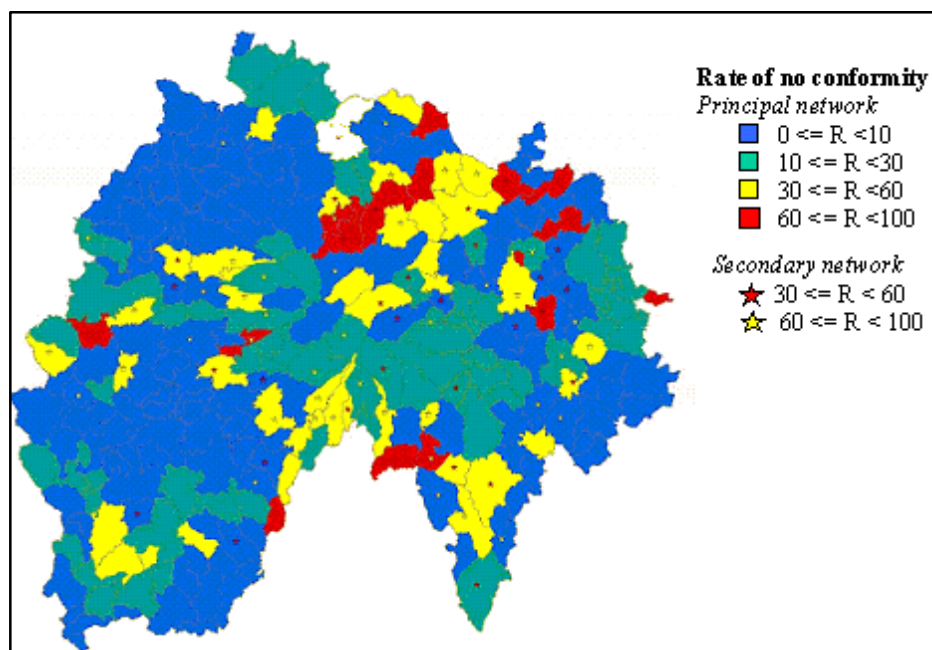 Rate of no conformity
Principal network
0 <= R <10
10 <= R <30
30 <= R <60
60 <= R <100
Secondary network
30 <= R < 60
60 <= R < 100